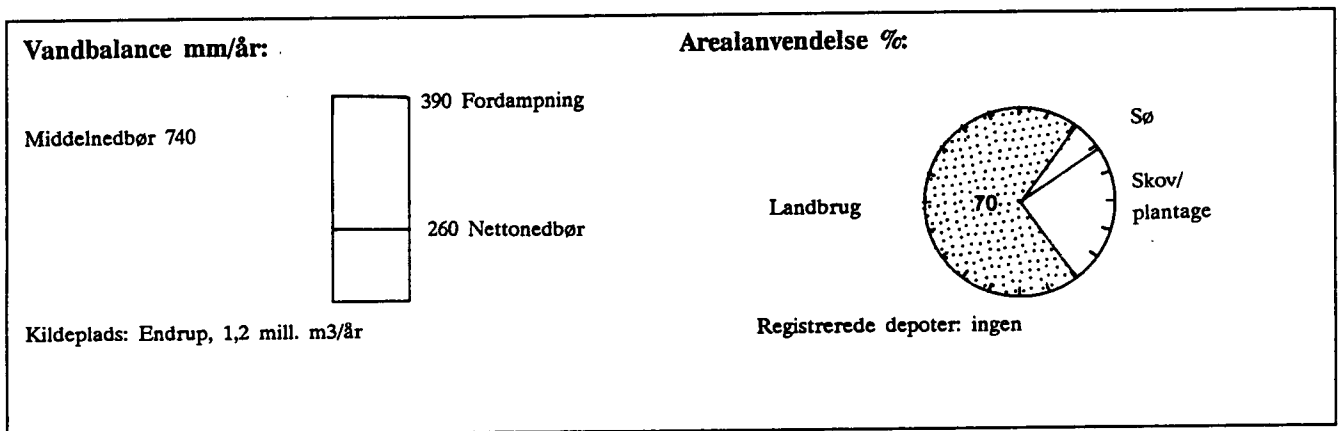 Vandbalance mm/år:
390 Fordampning
Middelnedbør 740
260 Nettonedbør
Kildeplads: Endrup, 1,2 mill. m3/år
Arealanvendelse %:
Sø
Skov/
plantage
Landbrug
70
Registrerede depoter: ingen